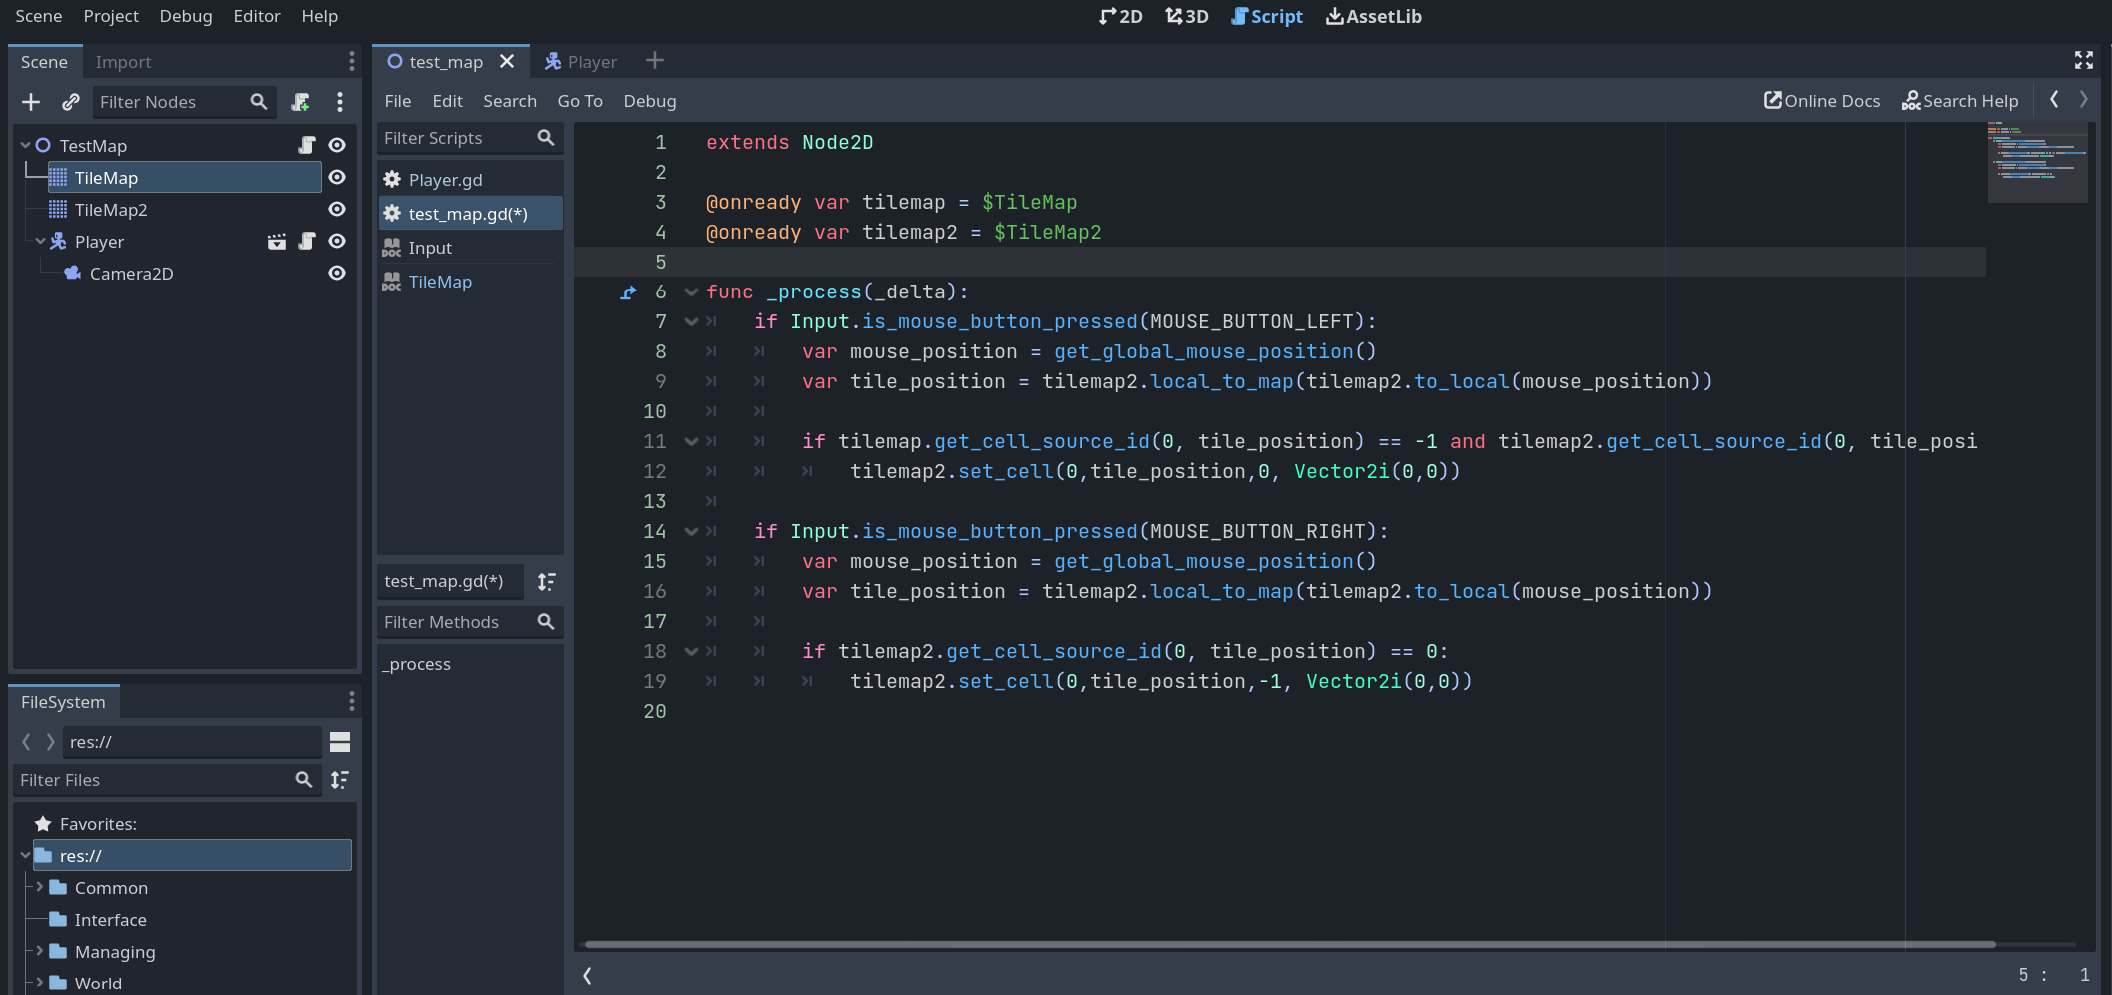 Scene Project Debug Editor Help
2D 3D Script AssetLib
Scene Import
Filter Nodes
TestMap
TileMap
TileMap2
Player
Camera2D
FileSystem
res://
Filter Files
Favorites:
res://
Common
Interface
Managing
World
test_map Player
File Edit Search Go To Debug
Online Docs Search Help
Filter Scripts
Player.gd
test_map.gd(*)
DOC Input
DOC TileMap
test_map.gd(*)
Filter Methods
_process
1 extends Node2D
2
3 @onready var tilemap = $TileMap
4 @onready var tilemap2 = $TileMap2
5
6 func _process(_delta):
7 if Input.is_mouse_button_pressed(MOUSE_BUTTON_LEFT):
8 var mouse_position = get_global_mouse_position()
9 var tile_position = tilemap2.local_to_map(tilemap2.to_local(mouse_position))
10
11 if tilemap.get_cell_source_id(0, tile_position) == -1 and tilemap2.get_cell_source_id(0, tile_posi
12 tilemap2.set_cell(0,tile_position,0, Vector2i(0,0))
13
14 if Input.is_mouse_button_pressed(MOUSE_BUTTON_RIGHT):
15 var mouse_position = get_global_mouse_position()
16 var tile_position = tilemap2.local_to_map(tilemap2.to_local(mouse_position))
17
18 if tilemap2.get_cell_source_id(0, tile_position) == 0:
19 tilemap2.set_cell(0,tile_position,-1, Vector2i(0,0))
20
5 : 1